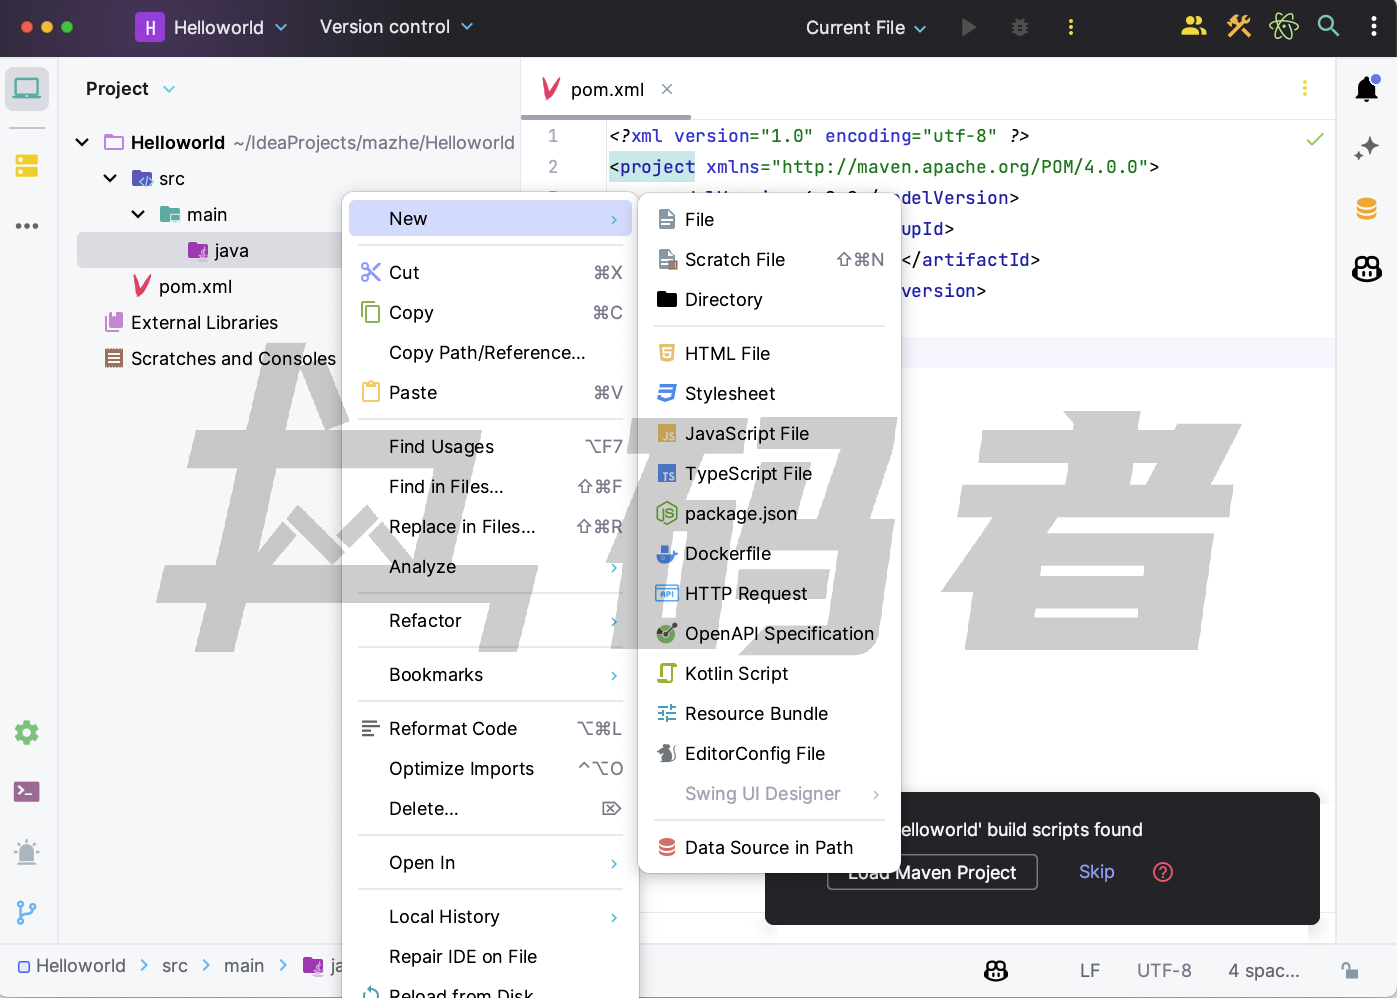 H Helloworld Version control Current File
Project
pom.xml
Helloworld ~/IdeaProjects/mazhe/Helloworld
src
main
java
pom.xml
External Libraries
Scratches and Consoles
1 <?xml version="1.0" encoding="utf-8" ?>
2 <project xmlns="http://maven.apache.org/POM/4.0.0">
delVersion>
upId>
</artifactId>
version>
New
Cut ⌘X
Copy ⌘C
Copy Path/Reference...
Paste ⌘V
Find Usages ⌥F7
Find in Files... ⇧⌘F
Replace in Files... ⇧⌘R
Analyze
Refactor
Bookmarks
Reformat Code ⌥⌘L
Optimize Imports ^⌥O
Delete... ⌦
Open In
Local History
Repair IDE on File
Reload from Disk
File
Scratch File ⇧⌘N
Directory
HTML File
Stylesheet
JS JavaScript File
TS TypeScript File
JS package.json
Dockerfile
API HTTP Request
OpenAPI Specification
Kotlin Script
Resource Bundle
EditorConfig File
Swing UI Designer
Data Source in Path
码者
elloworld' build scripts found
Load Maven Project Skip ?
Helloworld > src > main > ja
LF UTF-8 4 spac...